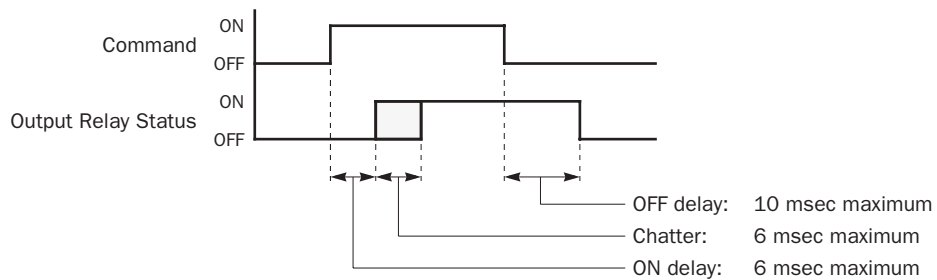 ON
Command
OFF
ON
Output Relay Status
OFF
OFF delay: 10 msec maximum
Chatter: 6 msec maximum
ON delay: 6 msec maximum